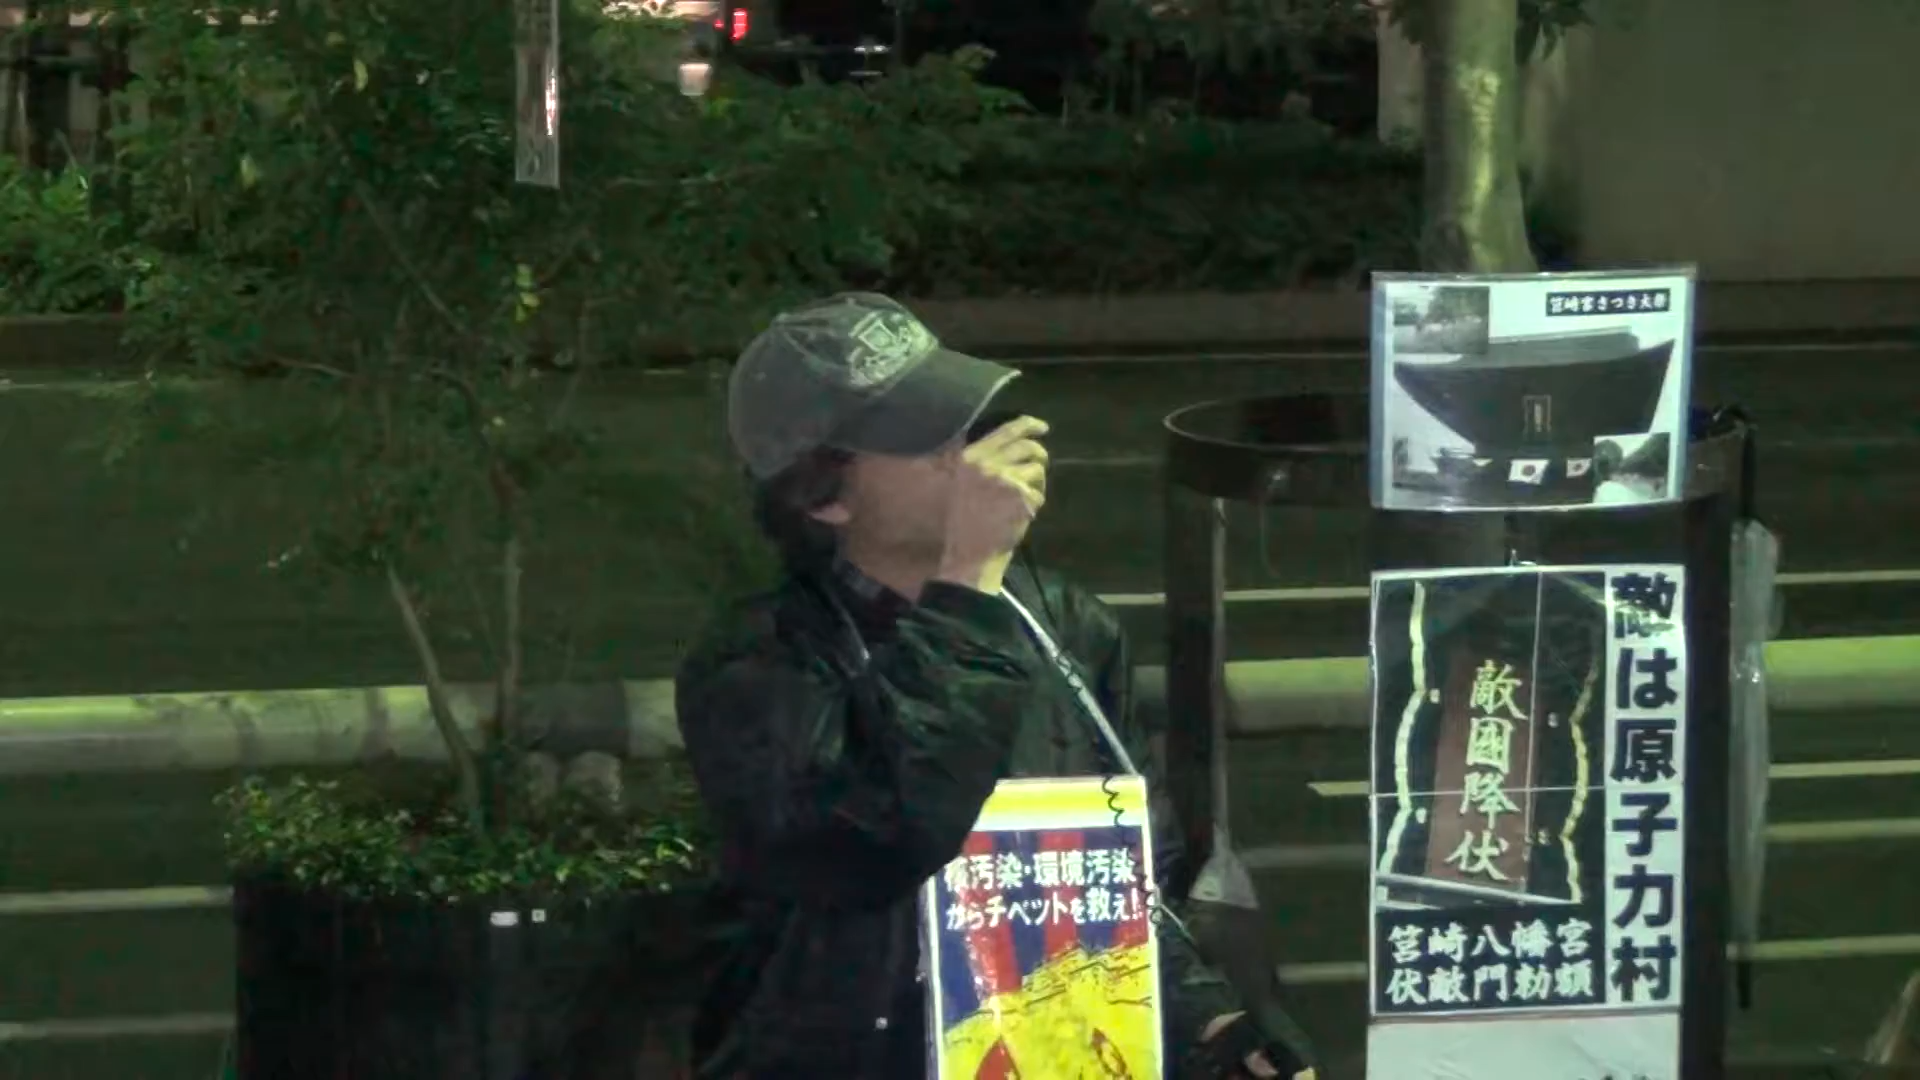 筥崎宮さつき大祭
敵は原子力村
敵國降伏
筥崎八幡宮
伏敵門勅額
核汚染・環境汚染
からチベットを救え!